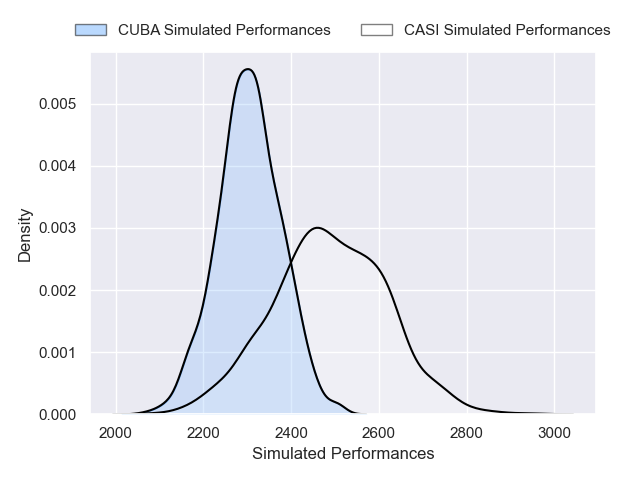 CUBA Simulated Performances
CASI Simulated Performances
0.005
0.004
0.003
0.002
0.001
0.000
Density
2000 2200 2400 2600 2800 3000
Simulated Performances